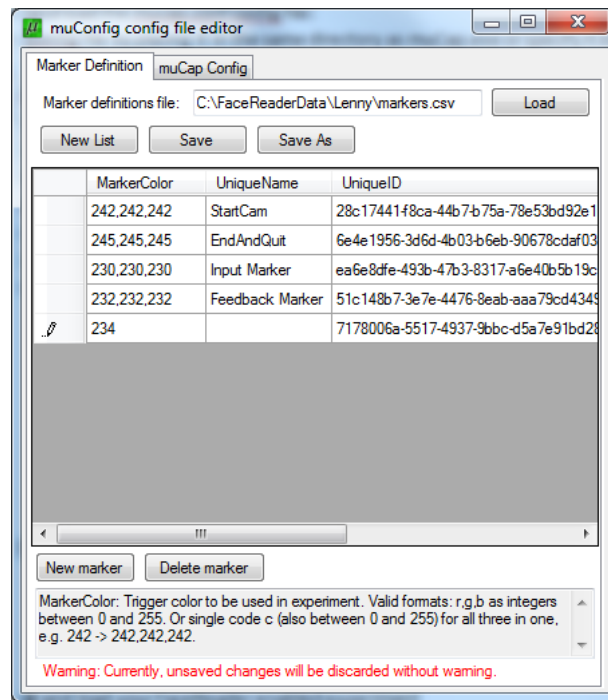 muConfig config file editor
Marker Definition muCap Config
Marker definitions file: C:\FaceReaderData\Lenny\markers.csv Load
New List Save Save As
MarkerColor UniqueName UniqueID
242,242,242 StartCam 28c17441-f8ca-44b7-b75a-78e53bd92e1
245,245,245 EndAndQuit 6e4e1956-3d6d-4b03-b6eb-90678cdaf03
230,230,230 Input Marker ea6e8dfe-493b-47b3-8317-a6e40b5b19c
232,232,232 Feedback Marker 51c148b7-3e7e-4476-8eab-aaa79cd4349
234 7178006a-5517-4937-9bbc-d5a7e91bd28
New marker Delete marker
MarkerColor: Trigger color to be used in experiment. Valid formats: r,g,b as integers
between 0 and 255. Or single code c (also between 0 and 255) for all three in one,
e.g. 242 -> 242,242,242.
Warning: Currently, unsaved changes will be discarded without warning.